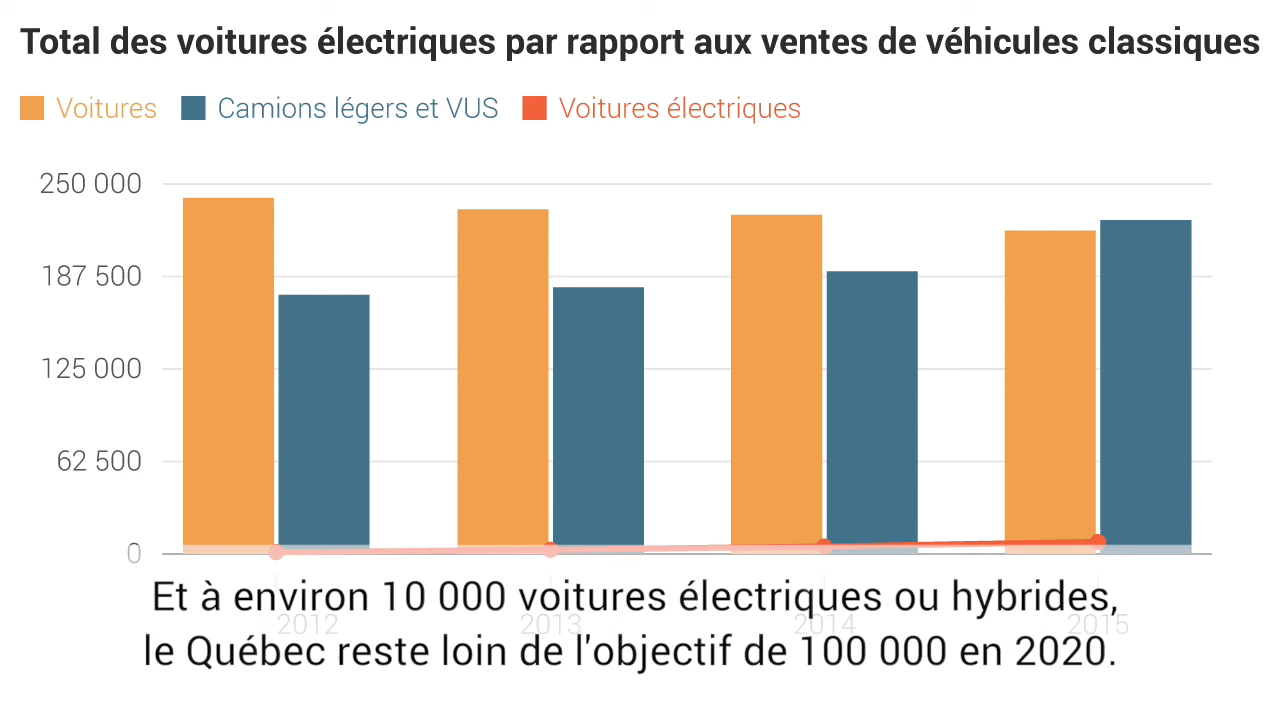 Total des voitures électriques par rapport aux ventes de véhicules classiques
Voitures Camions légers et VUS Voitures électriques
250 000
187 500
125 000
62 500
0
2012 2013 2014 2015
Et à environ 10 000 voitures électriques ou hybrides,
le Québec reste loin de l'objectif de 100 000 en 2020.